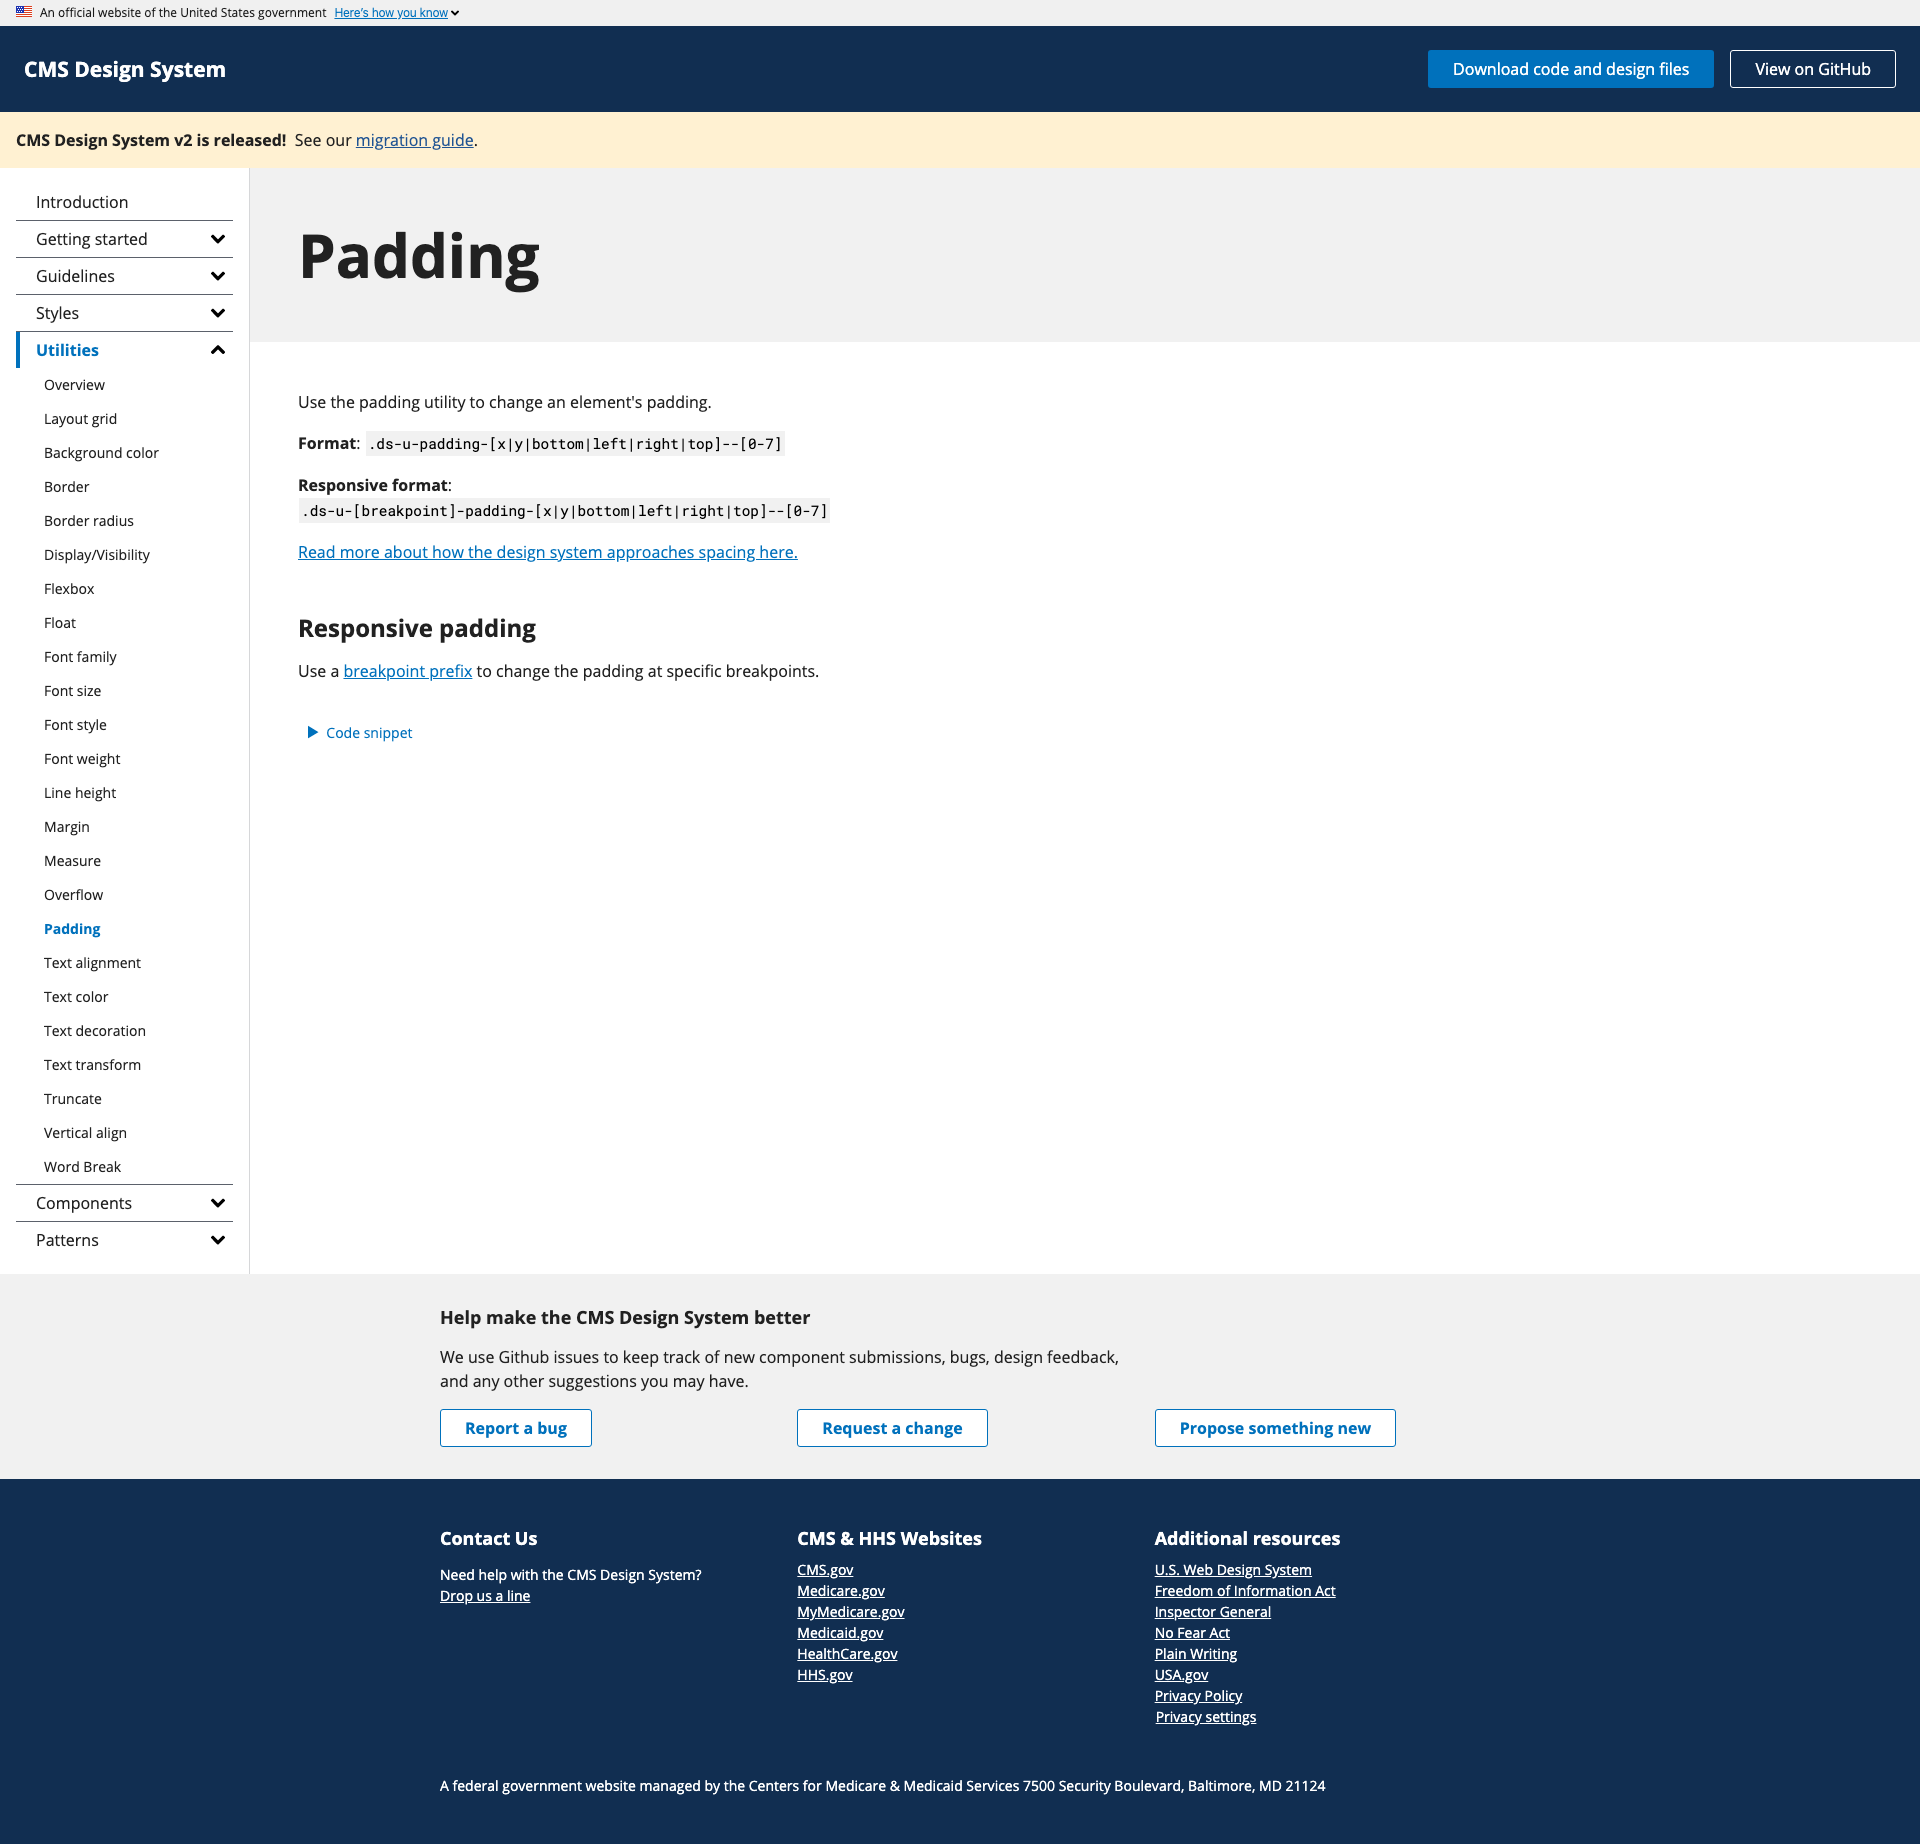 An official website of the United States government Here's how you know
CMS Design System
Download code and design files
View on GitHub
CMS Design System v2 is released! See our migration guide.
Introduction
Getting started
Guidelines
Styles
Utilities
Overview
Layout grid
Background color
Border
Border radius
Display/Visibility
Flexbox
Float
Font family
Font size
Font style
Font weight
Line height
Margin
Measure
Overflow
Padding
Text alignment
Text color
Text decoration
Text transform
Truncate
Vertical align
Word Break
Components
Patterns
Padding
Use the padding utility to change an element's padding.
Format: .ds-u-padding-[x|y|bottom|left|right|top]--[0-7]
Responsive format:
.ds-u-[breakpoint]-padding-[x|y|bottom|left|right|top]--[0-7]
Read more about how the design system approaches spacing here.
Responsive padding
Use a breakpoint prefix to change the padding at specific breakpoints.
Code snippet
Help make the CMS Design System better
We use Github issues to keep track of new component submissions, bugs, design feedback,
and any other suggestions you may have.
Report a bug
Request a change
Propose something new
Contact Us
Need help with the CMS Design System?
Drop us a line
CMS & HHS Websites
CMS.gov
Medicare.gov
MyMedicare.gov
Medicaid.gov
HealthCare.gov
HHS.gov
Additional resources
U.S. Web Design System
Freedom of Information Act
Inspector General
No Fear Act
Plain Writing
USA.gov
Privacy Policy
Privacy settings
A federal government website managed by the Centers for Medicare & Medicaid Services 7500 Security Boulevard, Baltimore, MD 21124